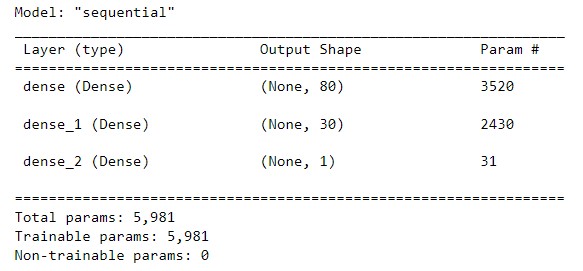 Model: "sequential"
_________________________________________________________________
Layer (type) Output Shape Param #
=================================================================
dense (Dense) (None, 80) 3520
dense_1 (Dense) (None, 30) 2430
dense_2 (Dense) (None, 1) 31
=================================================================
Total params: 5,981
Trainable params: 5,981
Non-trainable params: 0